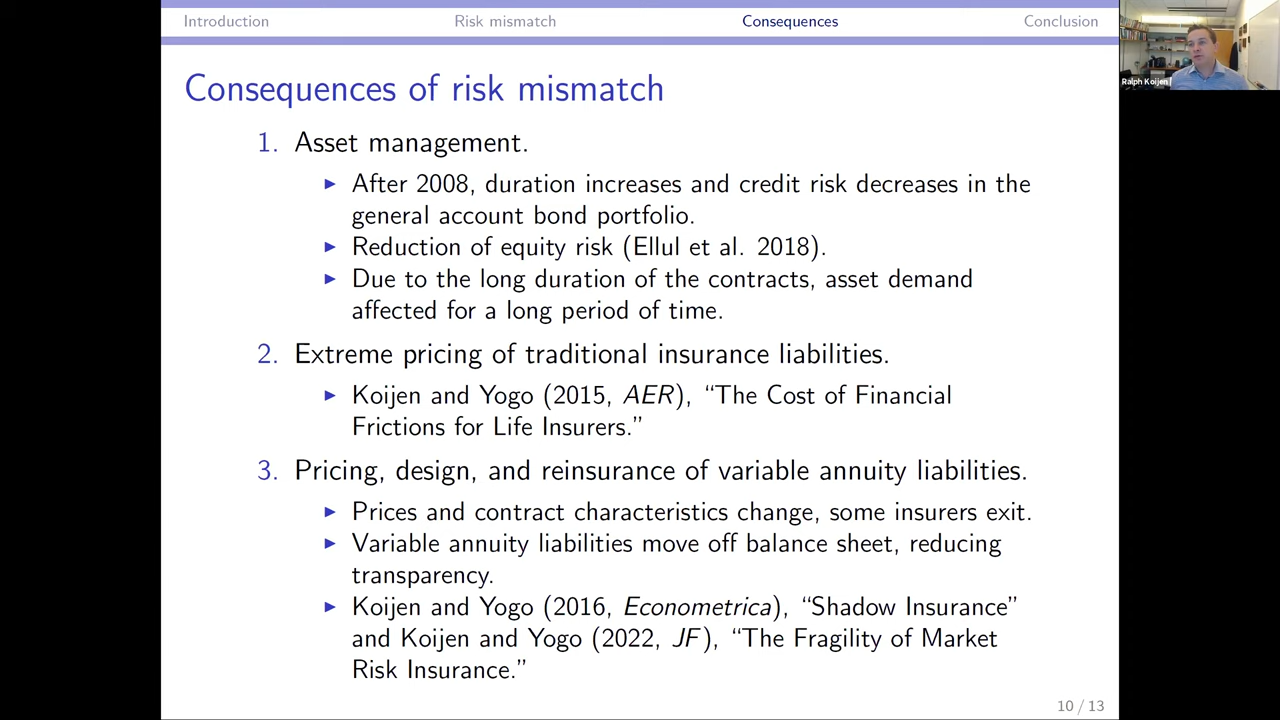 Introduction Risk mismatch Consequences Conclusion
Ralph Koijen
Consequences of risk mismatch
1. Asset management.
▶ After 2008, duration increases and credit risk decreases in the
general account bond portfolio.
▶ Reduction of equity risk (Ellul et al. 2018).
▶ Due to the long duration of the contracts, asset demand
affected for a long period of time.
2. Extreme pricing of traditional insurance liabilities.
▶ Koijen and Yogo (2015, AER), “The Cost of Financial
Frictions for Life Insurers.”
3. Pricing, design, and reinsurance of variable annuity liabilities.
▶ Prices and contract characteristics change, some insurers exit.
▶ Variable annuity liabilities move off balance sheet, reducing
transparency.
▶ Koijen and Yogo (2016, Econometrica), “Shadow Insurance”
and Koijen and Yogo (2022, JF), “The Fragility of Market
Risk Insurance.”
10 / 13